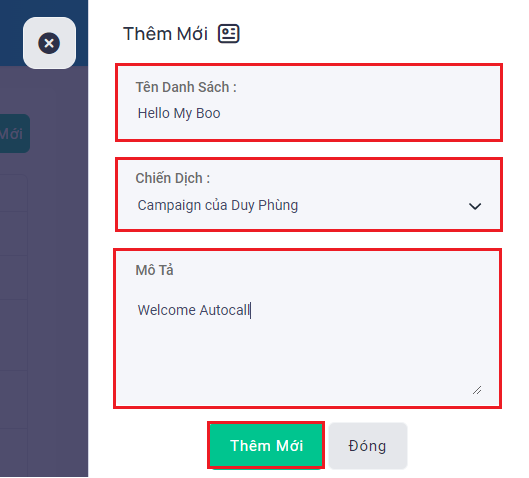 Thêm Mới
Mới
Tên Danh Sách :
Hello My Boo
Chiến Dịch :
Campaign của Duy Phùng
Mô Tả
Welcome Autocall
Thêm Mới
Đóng